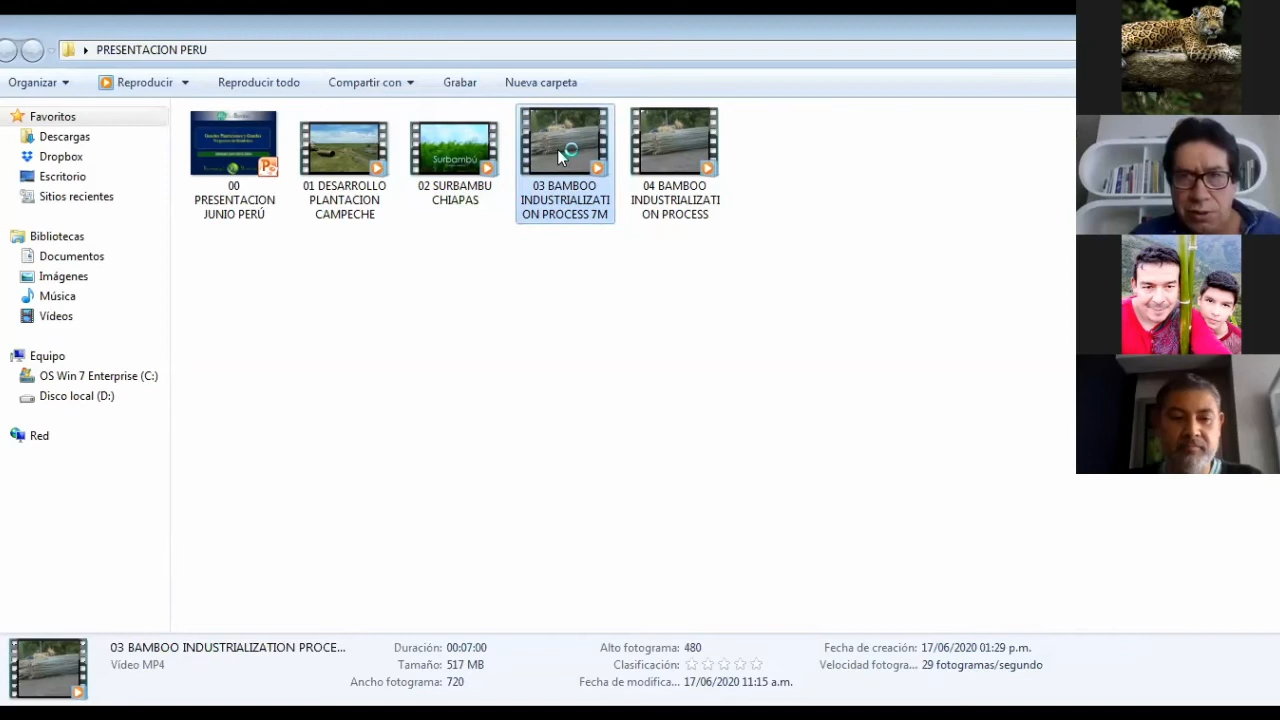 PRESENTACION PERU
Organizar
Reproducir
Reproducir todo
Compartir con
Grabar
Nueva carpeta
Favoritos
Descargas
Dropbox
Escritorio
Sitios recientes
Bibliotecas
Documentos
Imágenes
Música
Vídeos
Equipo
OS Win 7 Enterprise (C:)
Disco local (D:)
Red
00
PRESENTACION
JUNIO PERÚ
01 DESARROLLO
PLANTACION
CAMPECHE
Surbambú
02 SURBAMBU
CHIAPAS
03 BAMBOO
INDUSTRIALIZATI
ON PROCESS 7M
04 BAMBOO
INDUSTRIALIZATI
ON PROCESS
03 BAMBOO INDUSTRIALIZATION PROCE...
Vídeo MP4
Duración: 00:07:00
Tamaño: 517 MB
Ancho fotograma: 720
Alto fotograma: 480
Clasificación:
Fecha de modifica... 17/06/2020 11:15 a.m.
Fecha de creación: 17/06/2020 01:29 p.m.
Velocidad fotogra... 29 fotogramas/segundo